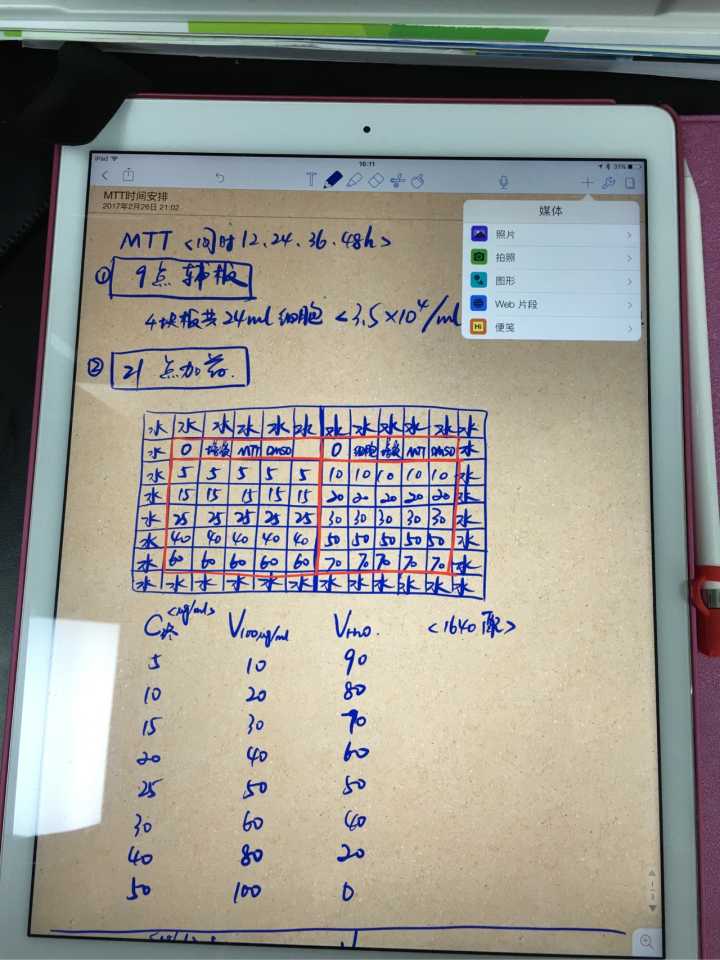 iPad 16:11 31%
T
MTT时间安排
2017年2月26日 21:02
媒体
照片
拍照
图形
Web 片段
Hi 便笺
MTT <同时12.24.36.48h>
① 9点铺板
4块板共24ml细胞 <3.5×10⁴/ml
② 21点加药.
水 水 水 水 水 水 水 水 水 水 水 水
水 0 培养 MTT DMSO 0 细胞 培养 MTT DMSO 水
水 5 5 5 5 5 10 10 10 10 10 水
水 15 15 15 15 15 20 20 20 20 20 水
水 25 25 25 25 25 30 30 30 30 30 水
水 40 40 40 40 40 50 50 50 50 50 水
水 60 60 60 60 60 70 70 70 70 70 水
水 水 水 水 水 水 水 水 水 水 水 水
C终 <μg/ml> V100μg/ml VH₂O. <1640配>
5 10 90
10 20 80
15 30 70
20 40 60
25 50 50
30 60 40
40 80 20
50 100 0